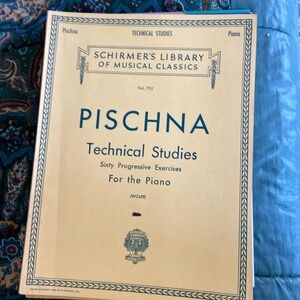 Pischna. TECHNICAL STUDIES Piano
SCHIRMER'S LIBRARY
OF MUSICAL CLASSICS
Vol. 792
PISCHNA
Technical Studies
Sixty Progressive Exercises
For the Piano
(WOLFF)